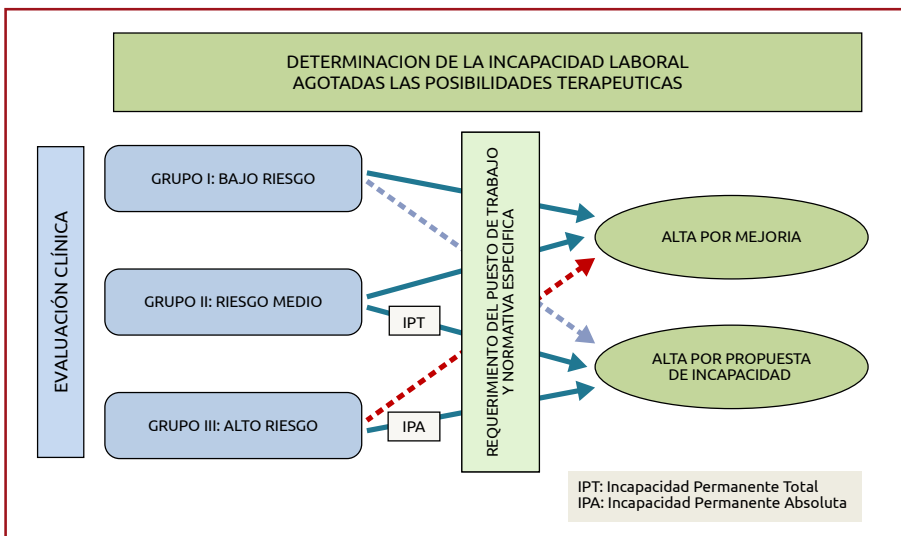 DETERMINACION DE LA INCAPACIDAD LABORAL
AGOTADAS LAS POSIBILIDADES TERAPEUTICAS
EVALUACIÓN CLÍNICA
GRUPO I: BAJO RIESGO
GRUPO II: RIESGO MEDIO
GRUPO III: ALTO RIESGO
IPT
IPA
REQUERIMIENTO DEL PUESTO DE TRABAJO
Y NORMATIVA ESPECIFICA
ALTA POR MEJORIA
ALTA POR PROPUESTA
DE INCAPACIDAD
IPT: Incapacidad Permanente Total
IPA: Incapacidad Permanente Absoluta